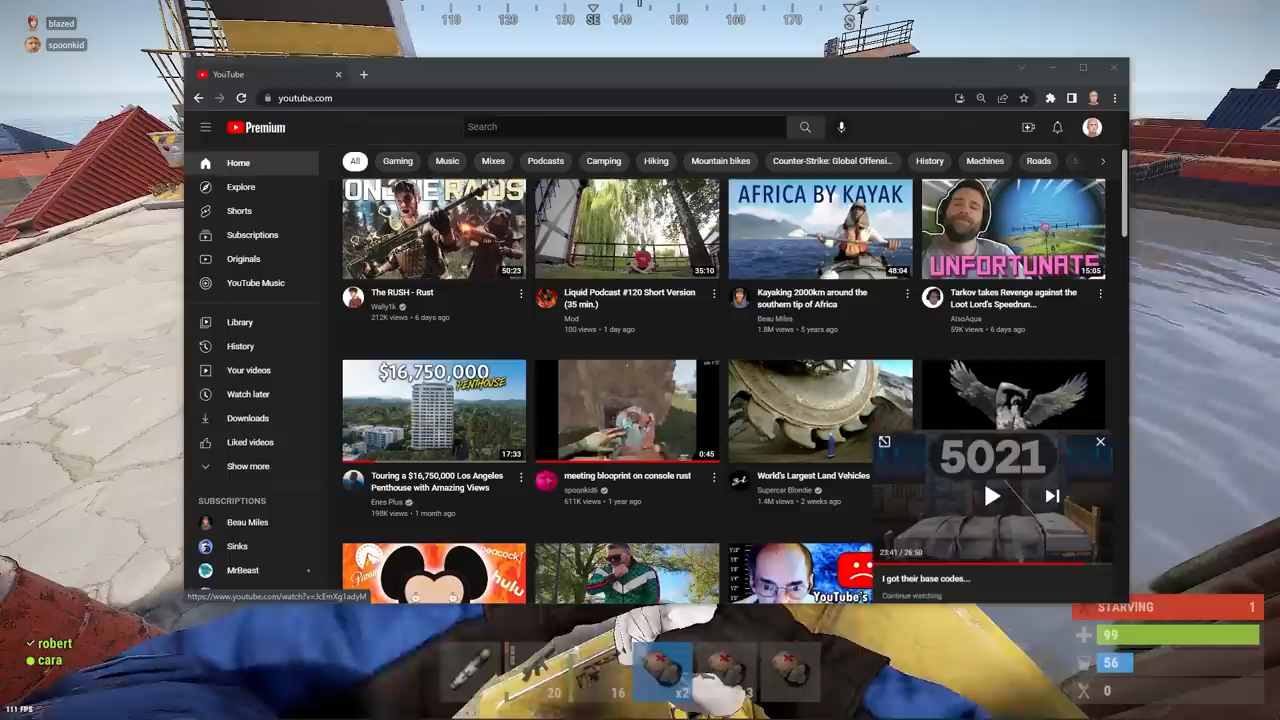 blazed
spoonkid
110 120 130 SE 140 150 160 170 S
YouTube
youtube.com
Premium
Search
Home
Explore
Shorts
Subscriptions
Originals
YouTube Music
Library
History
Your videos
Watch later
Downloads
Liked videos
Show more
SUBSCRIPTIONS
Beau Miles
Sinks
MrBeast
All Gaming Music Mixes Podcasts Camping Hiking Mountain bikes Counter-Strike: Global Offensi... History Machines Roads
ONLINE RAIDS
50:23
The RUSH - Rust
Wally1k
212K views • 6 days ago
35:10
Liquid Podcast #120 Short Version
(35 min.)
Mod
100 views • 1 day ago
AFRICA BY KAYAK
48:04
Kayaking 2000km around the
southern tip of Africa
Beau Miles
1.8M views • 5 years ago
UNFORTUNATE
15:05
Tarkov takes Revenge against the
Loot Lord's Speedrun...
AlsoAqua
59K views • 6 days ago
$16,750,000
PENTHOUSE
17:33
Touring a $16,750,000 Los Angeles
Penthouse with Amazing Views
Enes Plus
198K views • 1 month ago
0:45
meeting blooprint on console rust
spoonkid6
611K views • 1 year ago
World's Largest Land Vehicles
Supercar Blondie
1.4M views • 2 weeks ago
5021
23:41 / 26:50
I got their base codes...
Continue watching
peacock
hulu
YouTube's
https://www.youtube.com/watch?v=JcEmXg1adyM
robert
cara
111 FPS
20
16
x2
STARVING 1
99
56
0